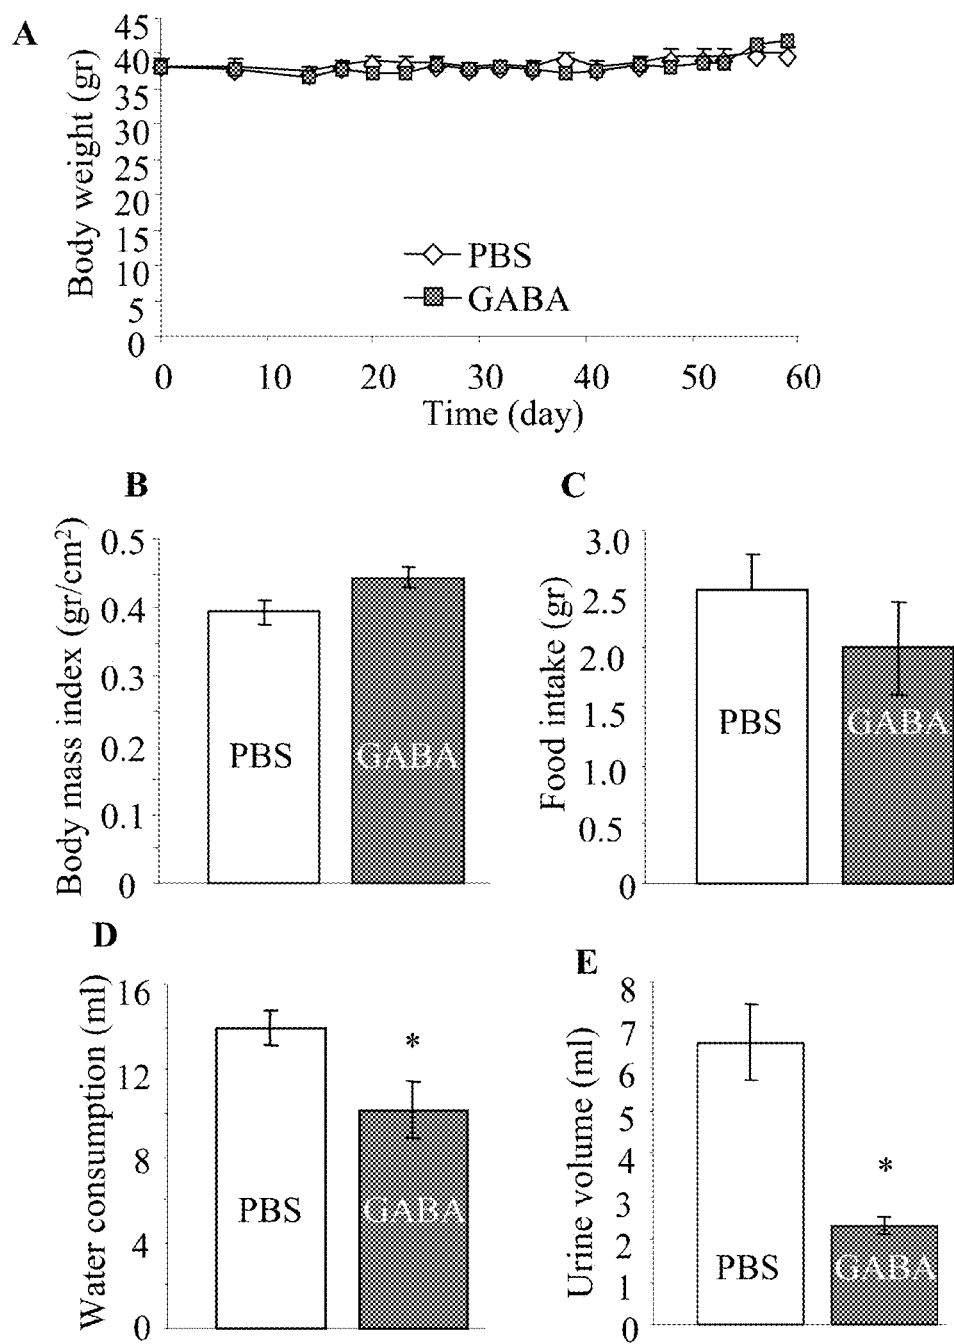 A
45
40
35
30
25
20
15
10
5
0
Body weight (gr)
PBS
GABA
0 10 20 30 40 50 60
Time (day)
B
0.5
0.4
0.3
0.2
0.1
0
Body mass index (gr/cm²)
PBS
GABA
C
3.0
2.5
2.0
1.5
1.0
0.5
0
Food intake (gr)
PBS
GABA
D
16
12
8
4
0
Water consumption (ml)
*
PBS
GABA
E
8
7
6
5
4
3
2
1
0
Urine volume (ml)
*
PBS
GABA